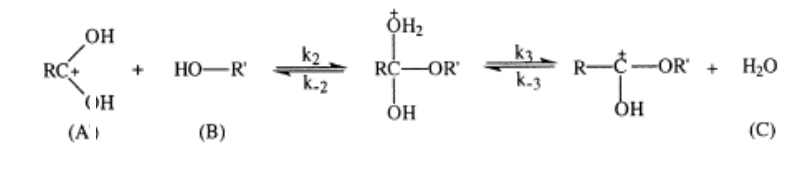 OH
RC+
OH
(A')
+
HO—R'
(B)
k2
k-2
+
OH2
RC—OR'
OH
k3
k-3
+
R—C—OR'
OH
+
H2O
(C)